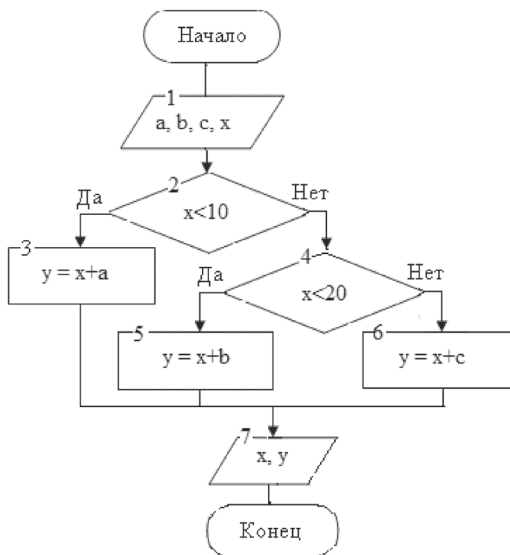 Начало
1
a, b, c, x
2
Да
Нет
x<10
3
y = x+a
4
Да
Нет
x<20
5
y = x+b
6
y = x+c
7
x, y
Конец